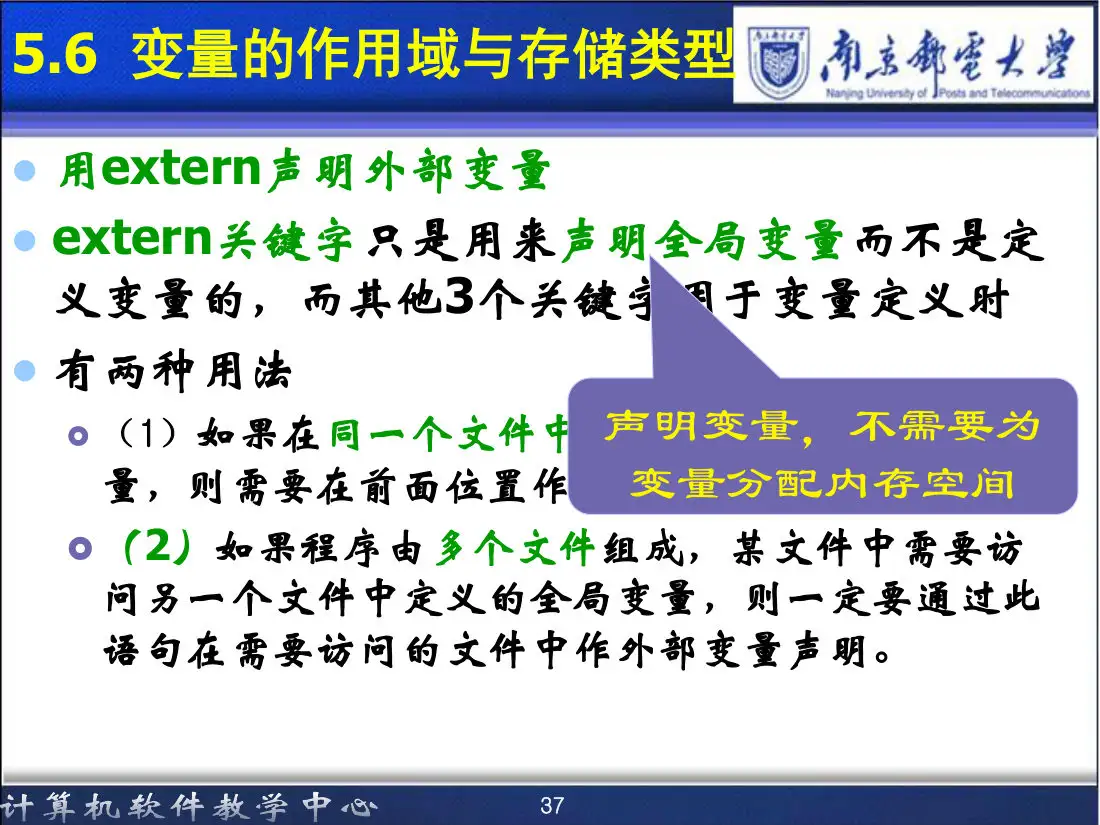 5.6 变量的作用域与存储类型
南京邮电大学
Nanjing University of Posts and Telecommunications
用extern声明外部变量
extern关键字只是用来声明全局变量而不是定
义变量的，而其他3个关键字用于变量定义时
有两种用法
（1）如果在同一个文件中
量，则需要在前面位置作
声明变量，不需要为
变量分配内存空间
（2）如果程序由多个文件组成，某文件中需要访
问另一个文件中定义的全局变量，则一定要通过此
语句在需要访问的文件中作外部变量声明。
计算机软件教学中心
37